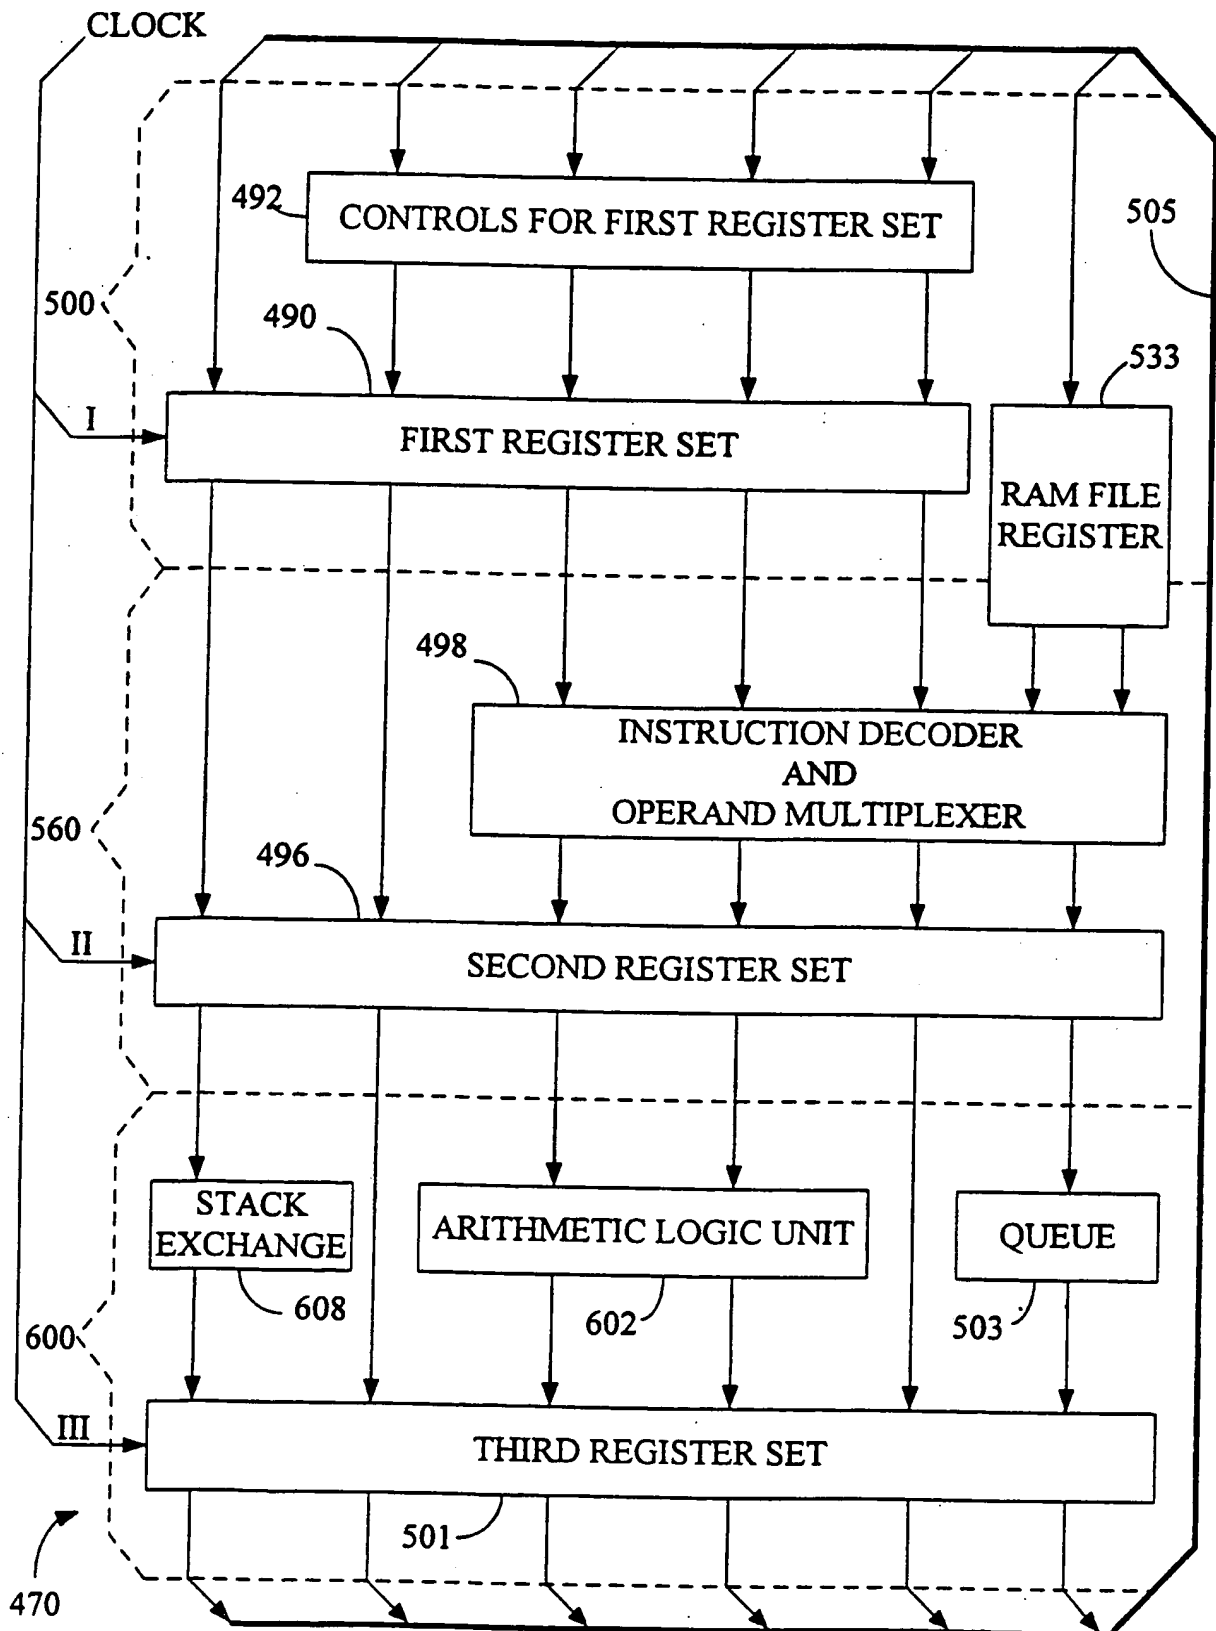 CLOCK
492
CONTROLS FOR FIRST REGISTER SET
505
500
490
533
I
FIRST REGISTER SET
RAM FILE
REGISTER
498
INSTRUCTION DECODER
AND
OPERAND MULTIPLEXER
560
496
II
SECOND REGISTER SET
STACK
EXCHANGE
ARITHMETIC LOGIC UNIT
QUEUE
608
602
503
600
III
THIRD REGISTER SET
501
470